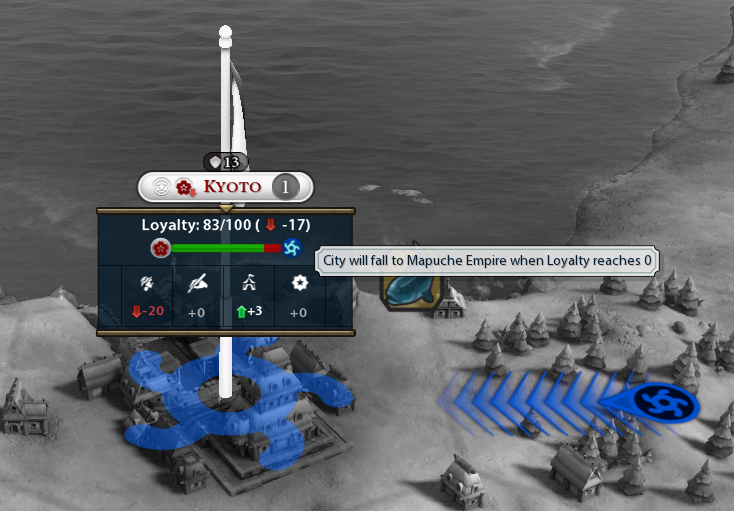 13
KYOTO 1
Loyalty: 83/100 ( -17)
City will fall to Mapuche Empire when Loyalty reaches 0
-20 +0 +3 +0